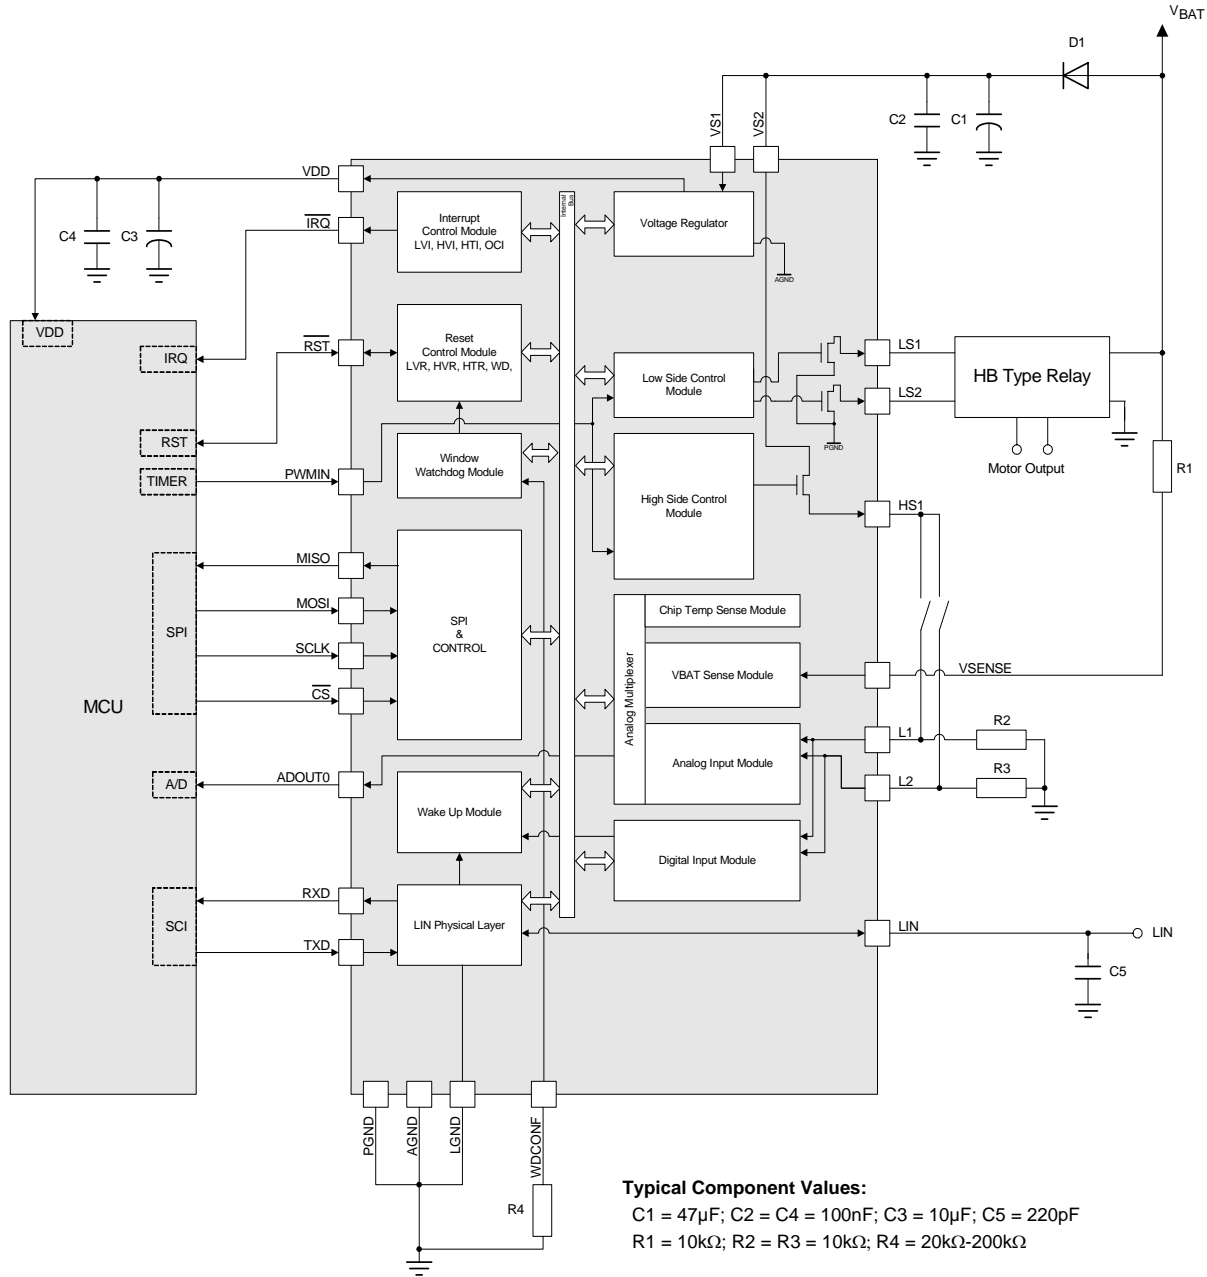 VBAT
D1
VS1
VS2
C2
C1
VDD
C4
C3
IRQ
Interrupt
Control Module
LVI, HVI, HTI, OCI
Internal
Bus
Voltage Regulator
AGND
VDD
IRQ
RST
Reset
Control Module
LVR, HVR, HTR, WD,
Low Side Control
Module
LS1
LS2
HB Type Relay
PGND
Motor Output
RST
TIMER
PWMIN
Window
Watchdog Module
High Side Control
Module
HS1
R1
MISO
MOSI
SCLK
CS
SPI
SPI
&
CONTROL
MCU
Analog Multiplexer
Chip Temp Sense Module
VBAT Sense Module
VSENSE
Analog Input Module
L1
L2
R2
R3
A/D
ADOUT0
Wake Up Module
Digital Input Module
SCI
RXD
TXD
LIN Physical Layer
LIN
LIN
C5
PGND
AGND
LGND
WDCONF
R4
Typical Component Values:
C1 = 47µF; C2 = C4 = 100nF; C3 = 10µF; C5 = 220pF
R1 = 10kΩ; R2 = R3 = 10kΩ; R4 = 20kΩ-200kΩ